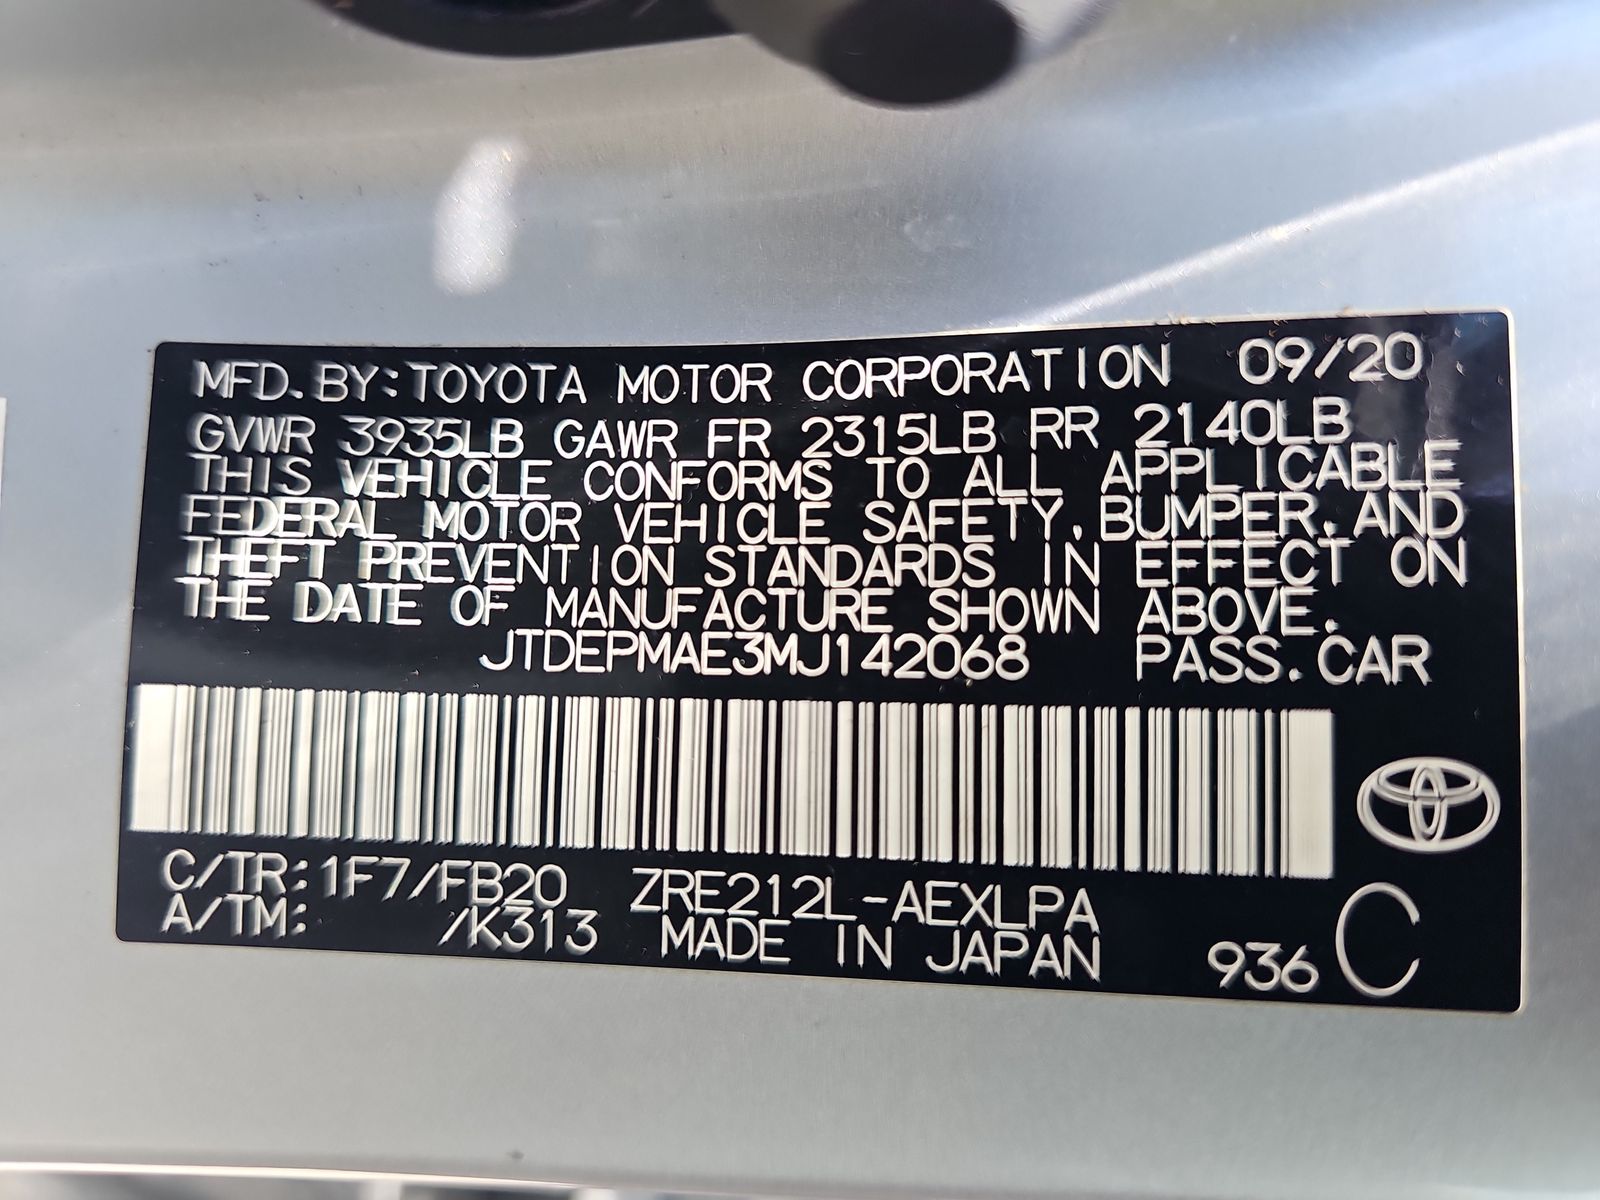 MFD.BY:TOYOTA MOTOR CORPORATION 09/20
GVWR 3935LB GAWR FR 2315LB RR 2140LB
THIS VEHICLE CONFORMS TO ALL APPLICABLE
FEDERAL MOTOR VEHICLE SAFETY,BUMPER,AND
THEFT PREVENTION STANDARDS IN EFFECT ON
THE DATE OF MANUFACTURE SHOWN ABOVE.
JTDEPMAE3MJ142068 PASS.CAR
C/TR:1F7/FB20 ZRE212L-AEXLPA
A/TM: /K313 MADE IN JAPAN 936 C